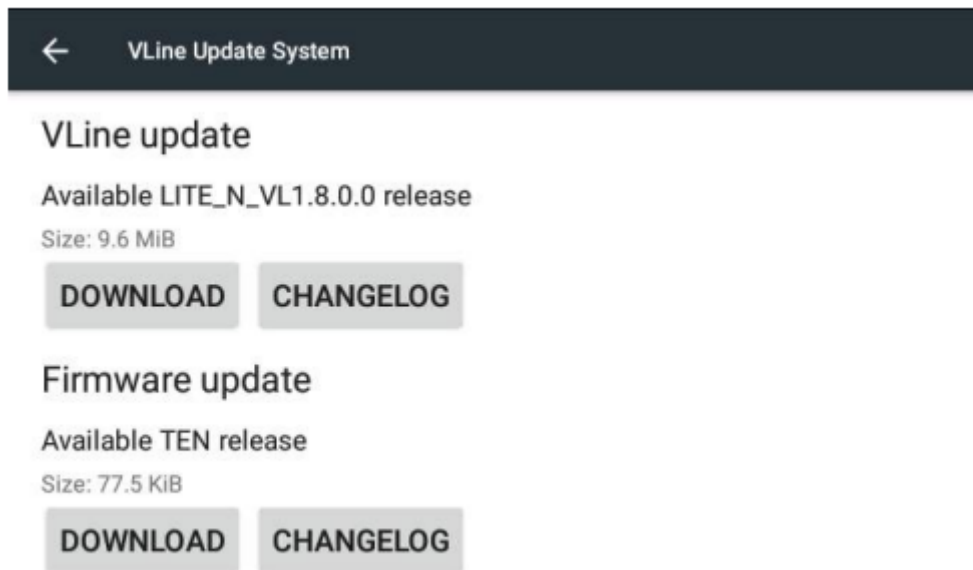 VLine Update System
VLine update
Available LITE_N_VL1.8.0.0 release
Size: 9.6 MiB
DOWNLOAD CHANGELOG
Firmware update
Available TEN release
Size: 77.5 KiB
DOWNLOAD CHANGELOG